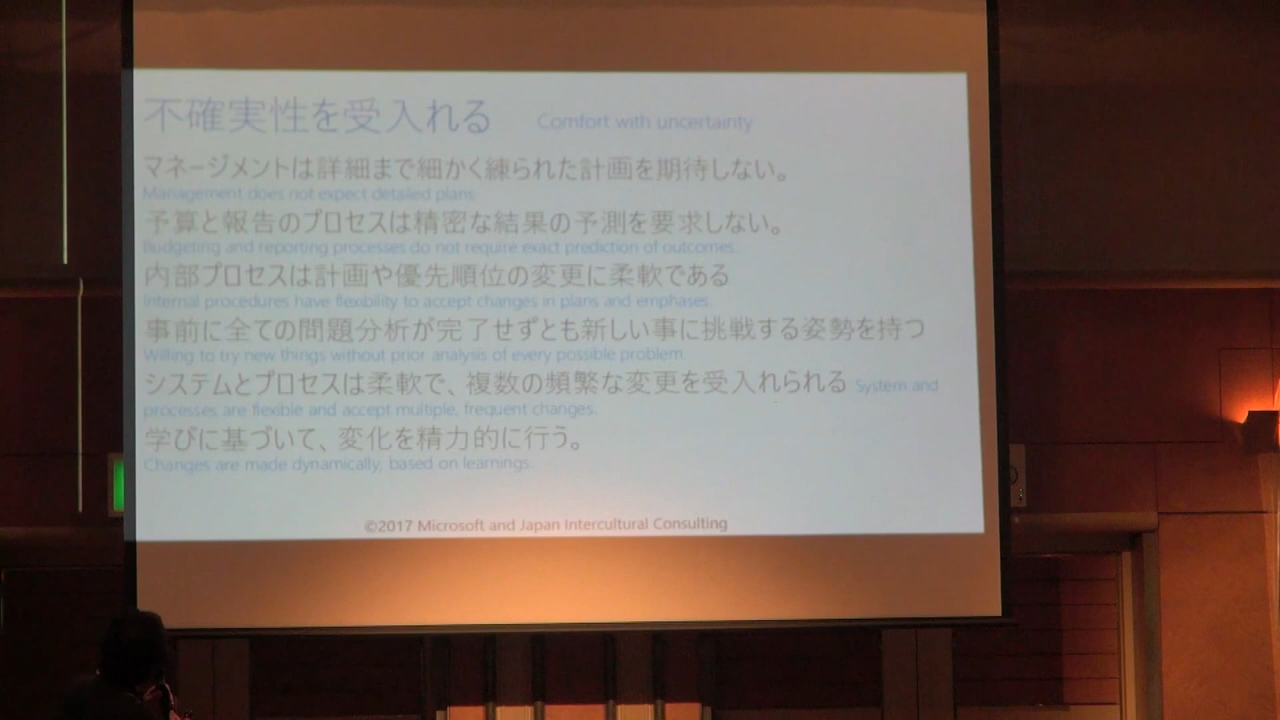 不確実性を受入れる Comfort with uncertainty
マネージメントは詳細まで細かく練られた計画を期待しない。
Management does not expect detailed plans.
予算と報告のプロセスは精密な結果の予測を要求しない。
Budgeting and reporting processes do not require exact prediction of outcomes.
内部プロセスは計画や優先順位の変更に柔軟である
Internal procedures have flexibility to accept changes in plans and emphases.
事前に全ての問題分析が完了せずとも新しい事に挑戦する姿勢を持つ
Willing to try new things without prior analysis of every possible problem.
システムとプロセスは柔軟で、複数の頻繁な変更を受入れられる System and
processes are flexible and accept multiple, frequent changes.
学びに基づいて、変化を精力的に行う。
Changes are made dynamically, based on learnings.
©2017 Microsoft and Japan Intercultural Consulting